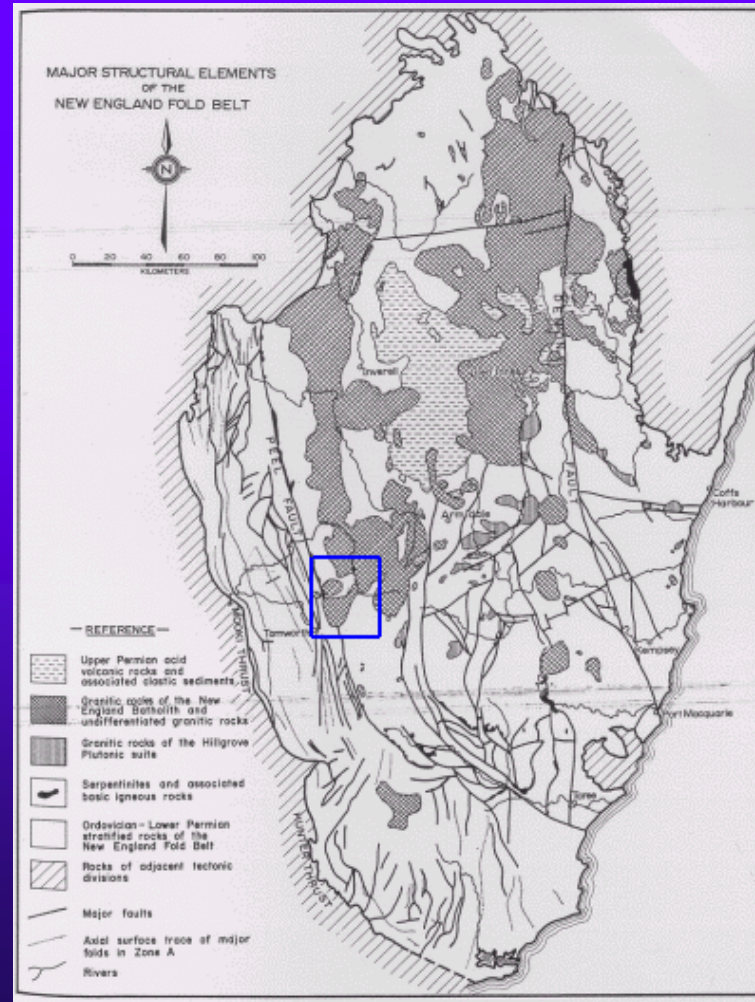 MAJOR STRUCTURAL ELEMENTS
OF THE
NEW ENGLAND FOLD BELT
N
0 20 40 60 80 100
KILOMETERS
DEMON
FAULT
Inverell
PEEL
FAULT
Armidale
Coffs
Harbour
Tamworth
MOOKI THRUST
Kempsey
Port Macquarie
Taree
HUNTER THRUST
— REFERENCE —
Upper Permian acid
volcanic rocks and
associated clastic sediments
Granitic rocks of the New
England Batholith and
undifferentiated granitic rocks
Granitic rocks of the Hillgrove
Plutonic suite
Serpentinites and associated
basic igneous rocks
Ordovician-Lower Permian
stratified rocks of the
New England Fold Belt
Rocks of adjacent tectonic
divisions
Major faults
Axial surface trace of major
folds in Zone A
Rivers